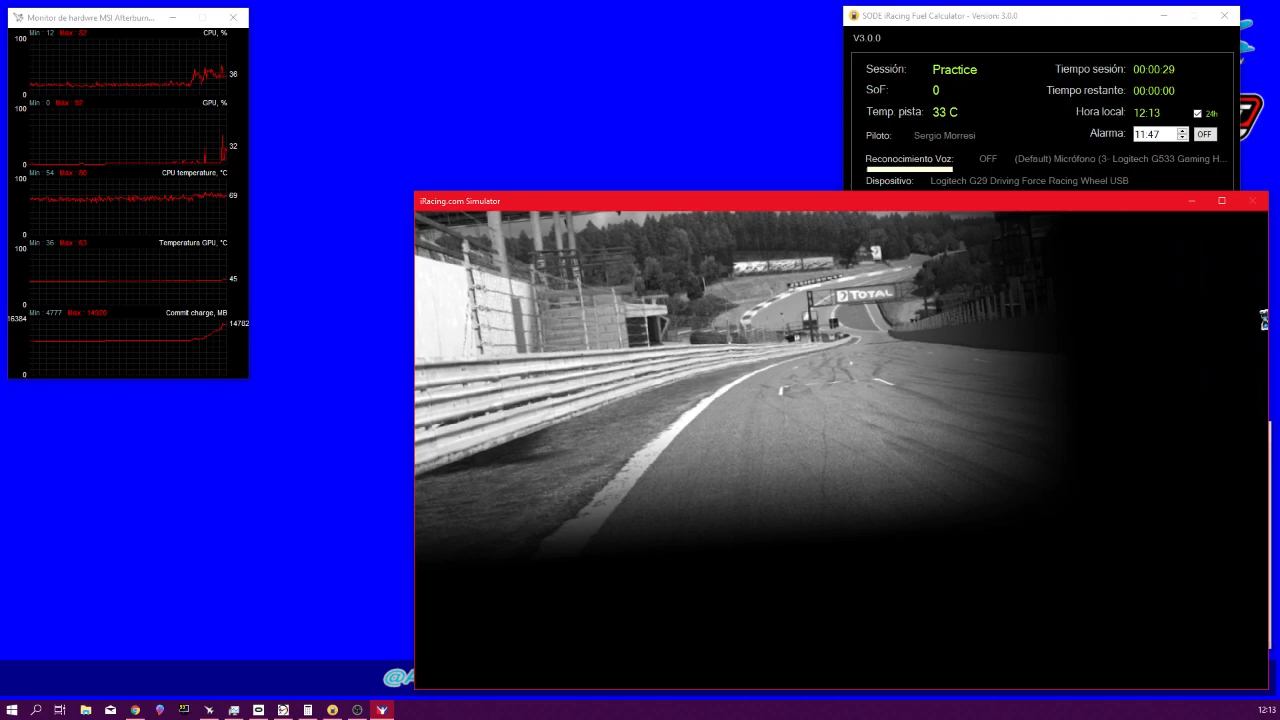 Monitor de hardwre MSI Afterburn...
Min : 12 Max : 82 CPU, %
100
36
0
Min : 0 Max : 97 GPU, %
100
32
0
Min : 54 Max : 86 CPU temperature, °C
100
69
0
Min : 36 Max : 63 Temperatura GPU, °C
100
45
0
Min : 4777 Max : 14920 Commit charge, MB
16384
14782
0
SODE iRacing Fuel Calculator - Version: 3.0.0
V3.0.0
Sessión: Practice Tiempo sesión: 00:00:29
SoF: 0 Tiempo restante: 00:00:00
Temp. pista: 33 C Hora local: 12:13 24h
Piloto: Sergio Morresi Alarma: 11:47 OFF
Reconocimiento Voz: OFF (Default) Micrófono (3- Logitech G533 Gaming H...
Dispositivo: Logitech G29 Driving Force Racing Wheel USB
iRacing.com Simulator
TOTAL
@A
12:13